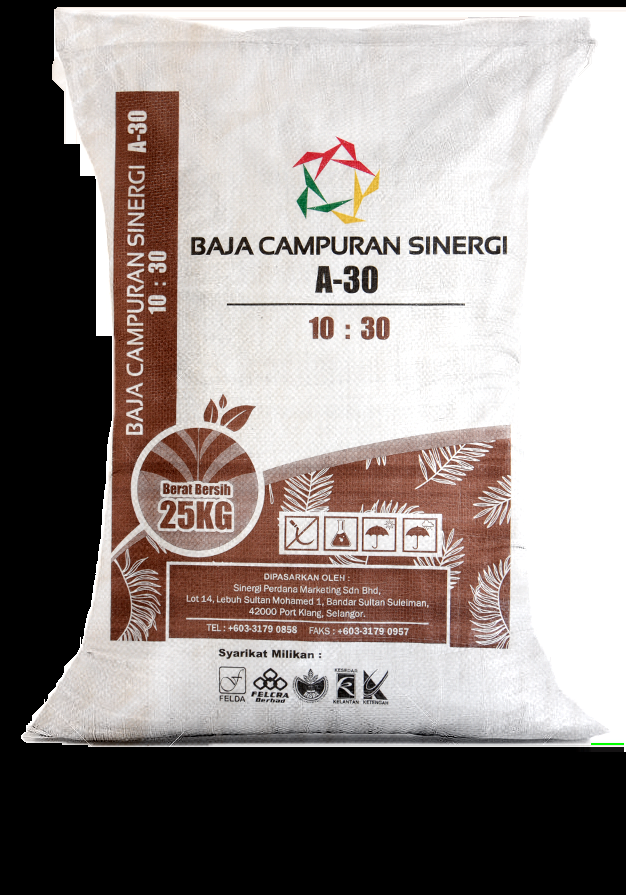 BAJA CAMPURAN SINERGI A-30
10 : 30
BAJA CAMPURAN SINERGI
A-30
10 : 30
Berat Bersih
25KG
DIPASARKAN OLEH :
Sinergi Perdana Marketing Sdn Bhd,
Lot 14, Lebuh Sultan Mohamed 1, Bandar Sultan Suleiman,
42000 Port Klang, Selangor.
TEL : +603-3179 0858 FAKS : +603-3179 0957
Syarikat Milikan :
FELDA
FELCRA
Berhad
KESEDAR
KELANTAN
KETENGAH